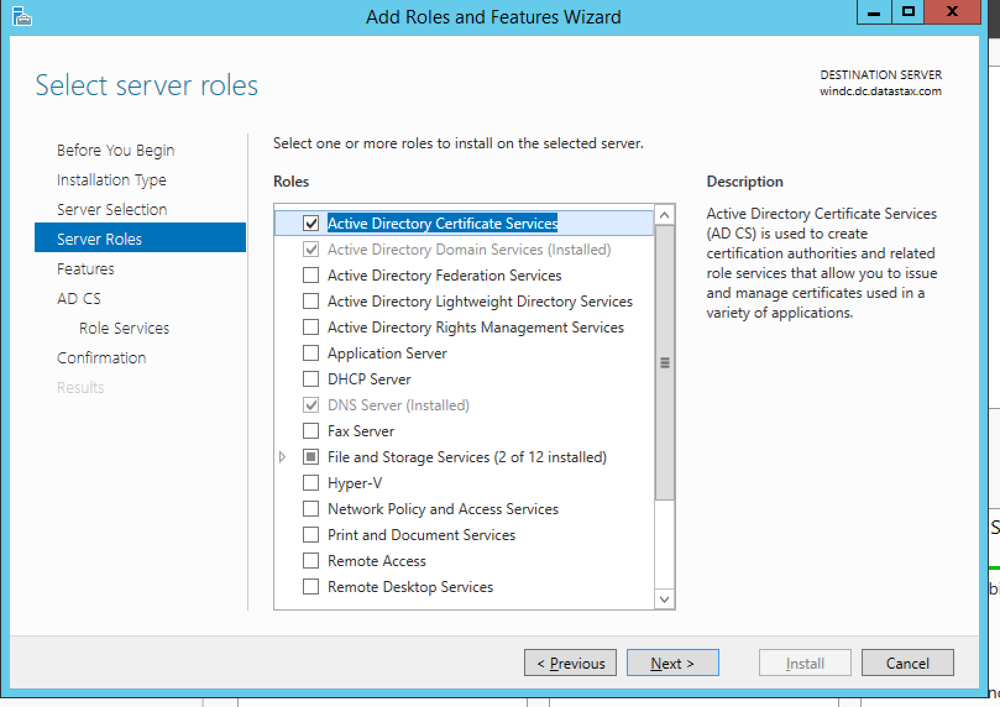 Add Roles and Features Wizard
Select server roles
DESTINATION SERVER
windc.dc.datastax.com
Before You Begin
Installation Type
Server Selection
Server Roles
Features
AD CS
Role Services
Confirmation
Results
Select one or more roles to install on the selected server.
Roles
Active Directory Certificate Services
Active Directory Domain Services (Installed)
Active Directory Federation Services
Active Directory Lightweight Directory Services
Active Directory Rights Management Services
Application Server
DHCP Server
DNS Server (Installed)
Fax Server
File and Storage Services (2 of 12 installed)
Hyper-V
Network Policy and Access Services
Print and Document Services
Remote Access
Remote Desktop Services
Description
Active Directory Certificate Services
(AD CS) is used to create
certification authorities and related
role services that allow you to issue
and manage certificates used in a
variety of applications.
< Previous
Next >
Install
Cancel